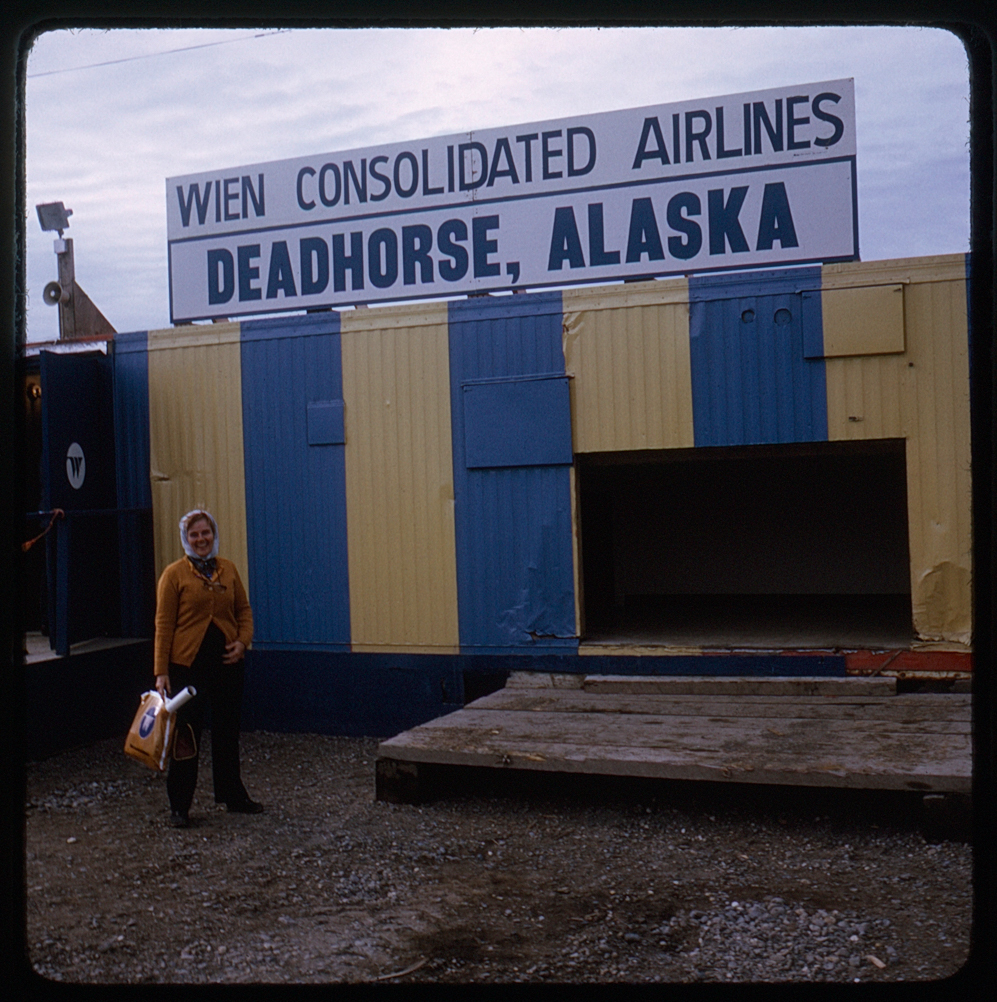 WIEN CONSOLIDATED AIRLINES
DEADHORSE, ALASKA
W
W